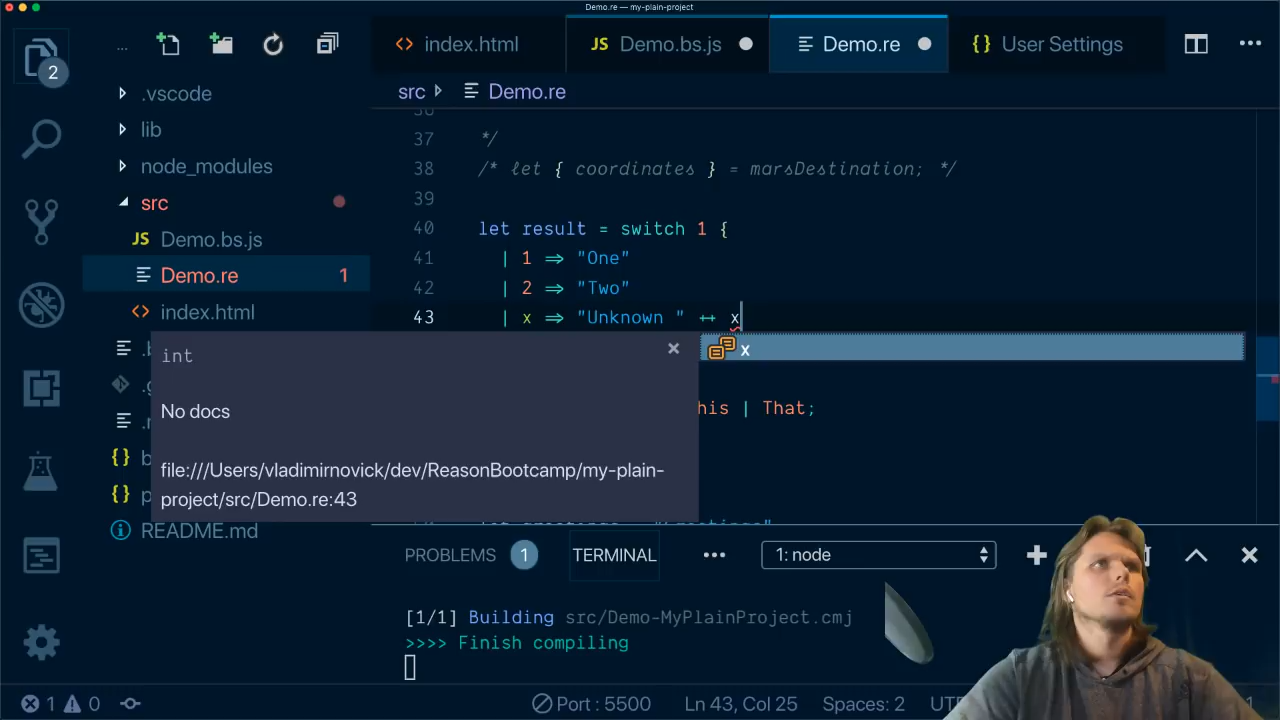 Demo.re — my-plain-project
2
...
index.html
JS Demo.bs.js
Demo.re
{} User Settings
src
Demo.re
.vscode
lib
node_modules
src
JS Demo.bs.js
Demo.re 1
index.html
README.md
37 */
38 /* let { coordinates } = marsDestination; */
39
40 let result = switch 1 {
41 | 1 => "One"
42 | 2 => "Two"
43 | x => "Unknown " ++ x
int
No docs
file:///Users/vladimirnovick/dev/ReasonBootcamp/my-plain-
project/src/Demo.re:43
x
his | That;
PROBLEMS 1 TERMINAL ... 1: node
[1/1] Building src/Demo-MyPlainProject.cmj
>>>> Finish compiling
1 0 Port : 5500 Ln 43, Col 25 Spaces: 2